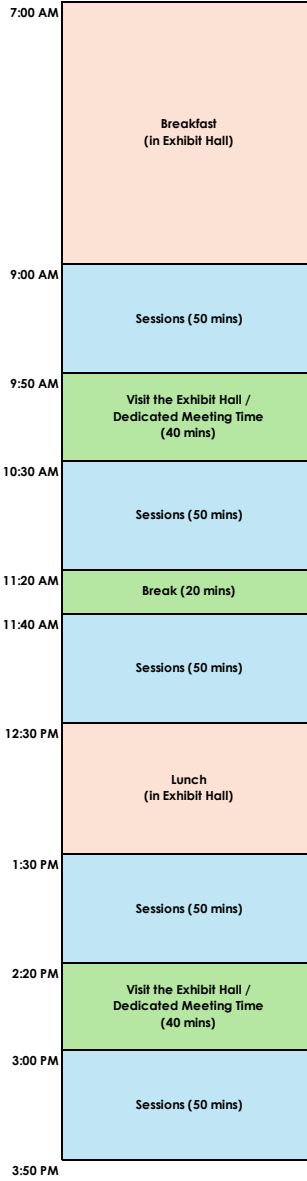 7:00 AM
Breakfast
(in Exhibit Hall)
9:00 AM
Sessions (50 mins)
9:50 AM
Visit the Exhibit Hall /
Dedicated Meeting Time
(40 mins)
10:30 AM
Sessions (50 mins)
11:20 AM
Break (20 mins)
11:40 AM
Sessions (50 mins)
12:30 PM
Lunch
(in Exhibit Hall)
1:30 PM
Sessions (50 mins)
2:20 PM
Visit the Exhibit Hall /
Dedicated Meeting Time
(40 mins)
3:00 PM
Sessions (50 mins)
3:50 PM